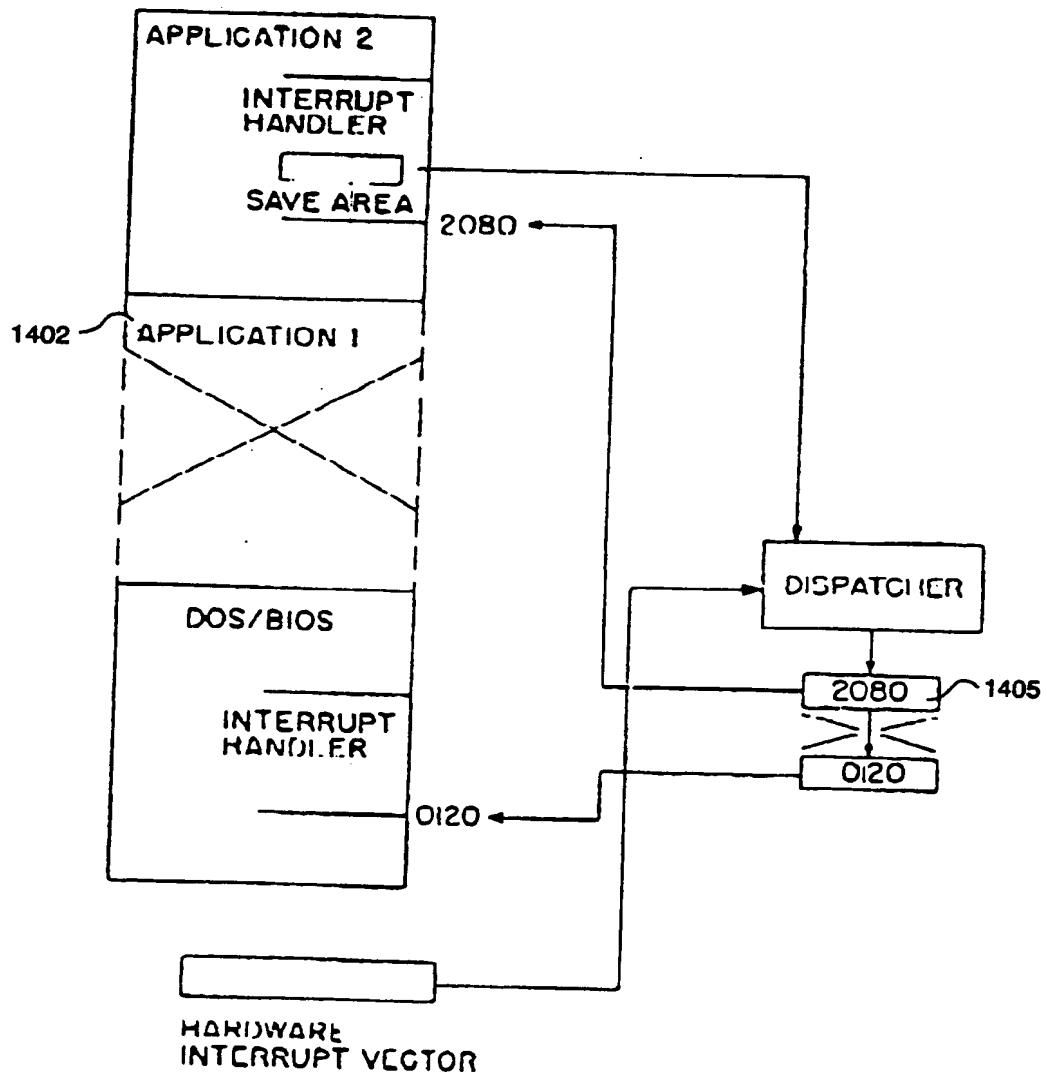 APPLICATION 2
INTERRUPT
HANDLER
SAVE AREA
2080
1402
APPLICATION 1
DISPATCHER
DOS/BIOS
2080
1405
INTERRUPT
HANDLER
0120
0120
HARDWARE
INTERRUPT VECTOR